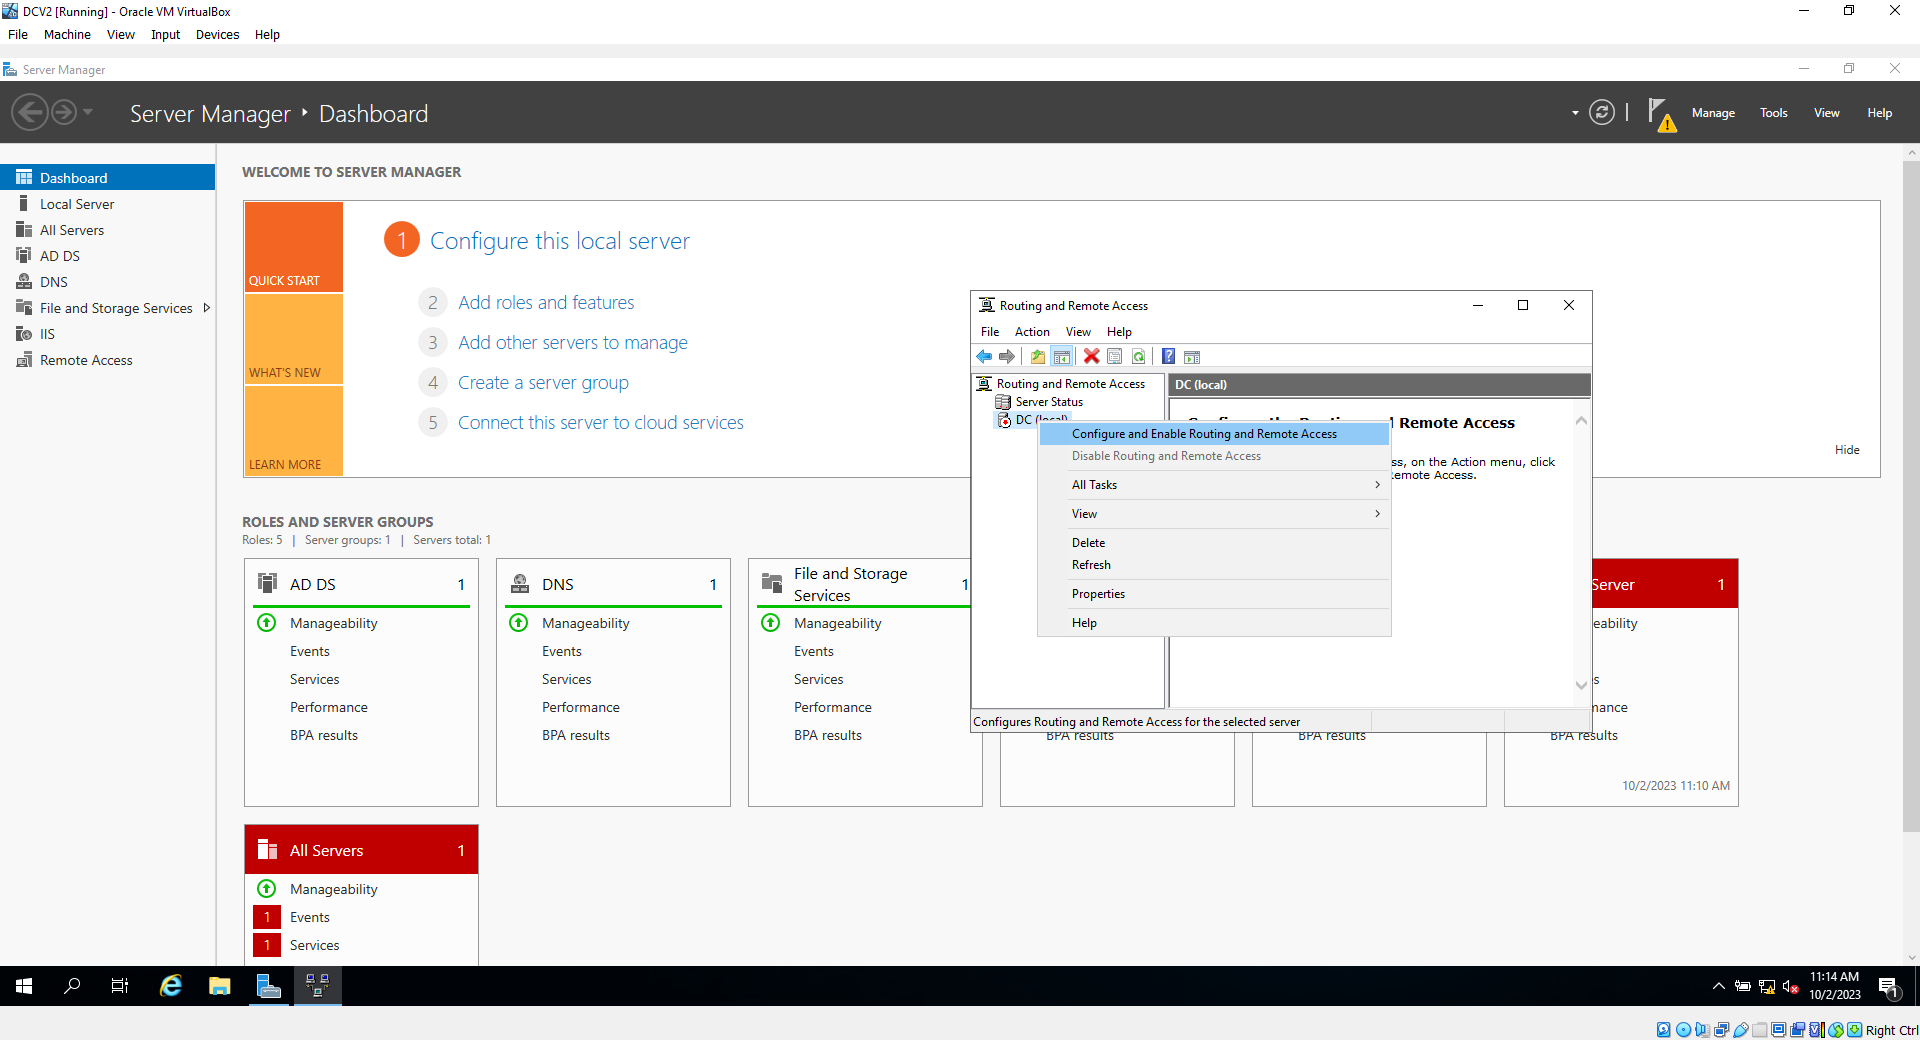 DCV2 [Running] - Oracle VM VirtualBox
File Machine View Input Devices Help
Server Manager
Server Manager Dashboard
Manage Tools View Help
Dashboard
Local Server
All Servers
AD DS
DNS
File and Storage Services
IIS
Remote Access
WELCOME TO SERVER MANAGER
QUICK START
WHAT'S NEW
LEARN MORE
1 Configure this local server
2 Add roles and features
3 Add other servers to manage
4 Create a server group
5 Connect this server to cloud services
Hide
Routing and Remote Access
File Action View Help
Routing and Remote Access
Server Status
DC (local)
DC (local)
Remote Access
ss, on the Action menu, click
Remote Access.
Configure and Enable Routing and Remote Access
Disable Routing and Remote Access
All Tasks
View
Delete
Refresh
Properties
Help
Configures Routing and Remote Access for the selected server
ROLES AND SERVER GROUPS
Roles: 5 | Server groups: 1 | Servers total: 1
AD DS 1
Manageability
Events
Services
Performance
BPA results
DNS 1
Manageability
Events
Services
Performance
BPA results
File and Storage
Services 1
Manageability
Events
Services
Performance
BPA results
BPA results
BPA results
Server 1
eability
s
mance
BPA results
10/2/2023 11:10 AM
All Servers 1
Manageability
1 Events
1 Services
11:14 AM
10/2/2023
1
Right Ctrl